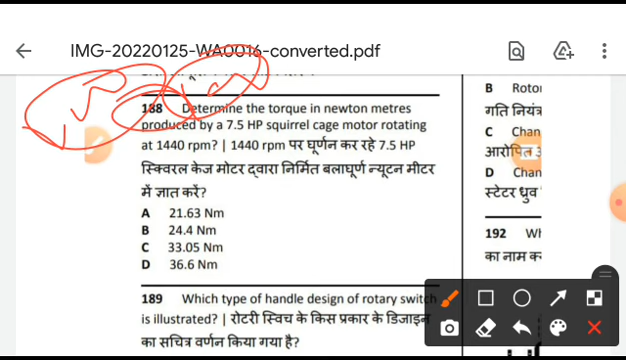 IMG-20220125-WA0016-converted.pdf
188 Determine the torque in newton metres
produced by a 7.5 HP squirrel cage motor rotating
at 1440 rpm? | 1440 rpm पर घूर्णन कर रहे 7.5 HP
स्क्विरल केज मोटर द्वारा निर्मित बलाघूर्ण न्यूटन मीटर
में ज्ञात करें?
A 21.63 Nm
B 24.4 Nm
C 33.05 Nm
D 36.6 Nm
189 Which type of handle design of rotary switch
is illustrated? | रोटरी स्विच के किस प्रकार के डिजाइन
का सचित्र वर्णन किया गया है?
B
गति
C Chan
आरोपित
D Chan
स्टेटर ध्रुव
192
का नाम